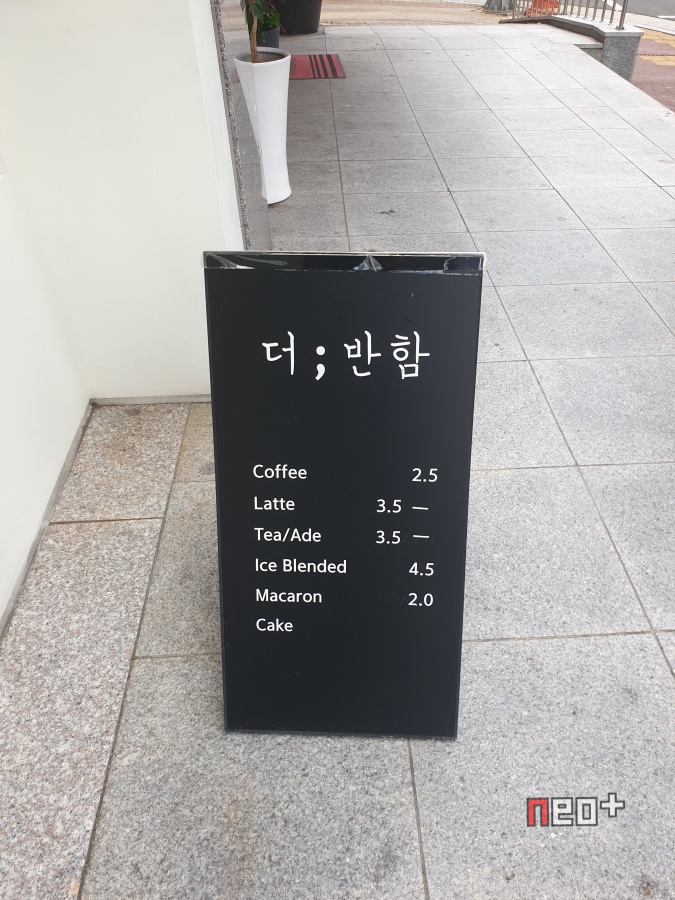 더 ; 반 함
Coffee 2.5
Latte 3.5 —
Tea/Ade 3.5 —
Ice Blended 4.5
Macaron 2.0
Cake
neo+